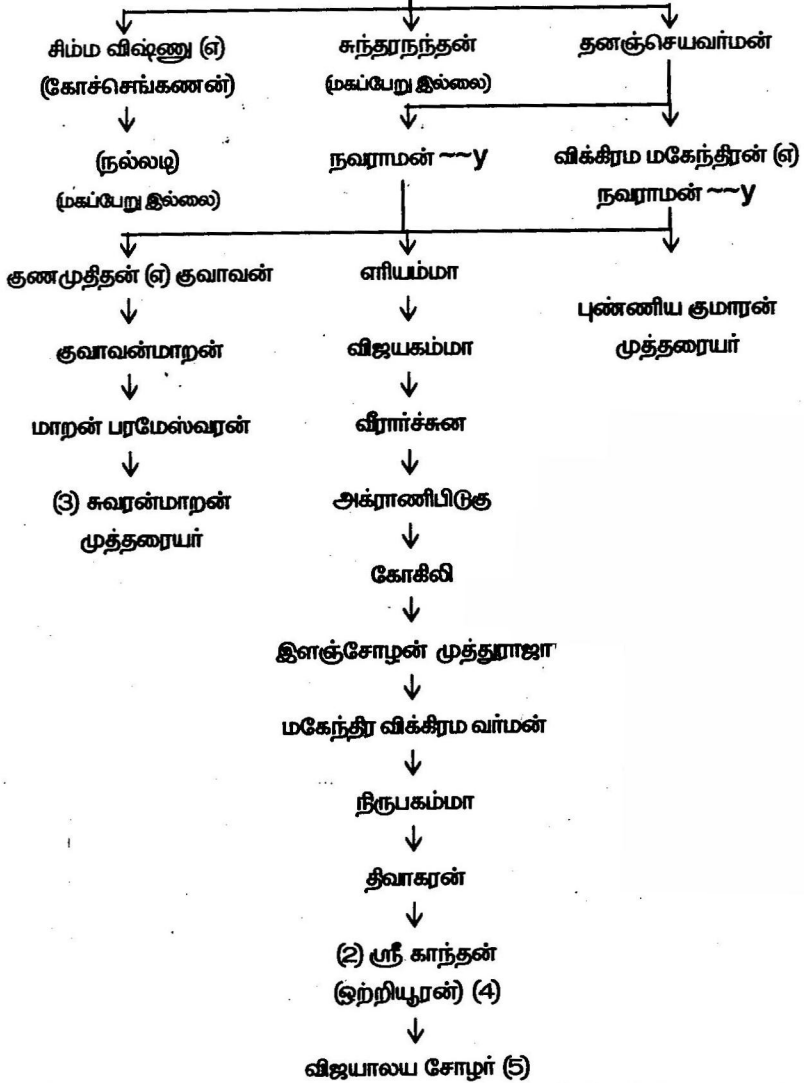 சிம்ம விஷ்ணு (எ) சுந்தரநந்தன் தனஞ்செயவர்மன்
(கோச்செங்கணன்) (மகப்பேறு இல்லை)
(நல்லடி) நவராமன் ~~y விக்கிரம மகேந்திரன் (எ)
(மகப்பேறு இல்லை) நவராமன் ~~y
குணமுதிதன் (எ) குவாவன் எரியம்மா
புண்ணிய குமாரன்
குவாவன்மாறன் விஜயகம்மா முத்தரையர்
மாறன் பரமேஸ்வரன் வீரார்ச்சுன
(3) சுவரன்மாறன் அக்ராணிபிடுகு
முத்தரையர்
கோகிலி
இளஞ்சோழன் முத்துராஜா
மகேந்திர விக்கிரம வர்மன்
நிருபகம்மா
திவாகரன்
(2) ஸ்ரீ காந்தன்
(ஒற்றியூரன்) (4)
விஜயாலய சோழர் (5)